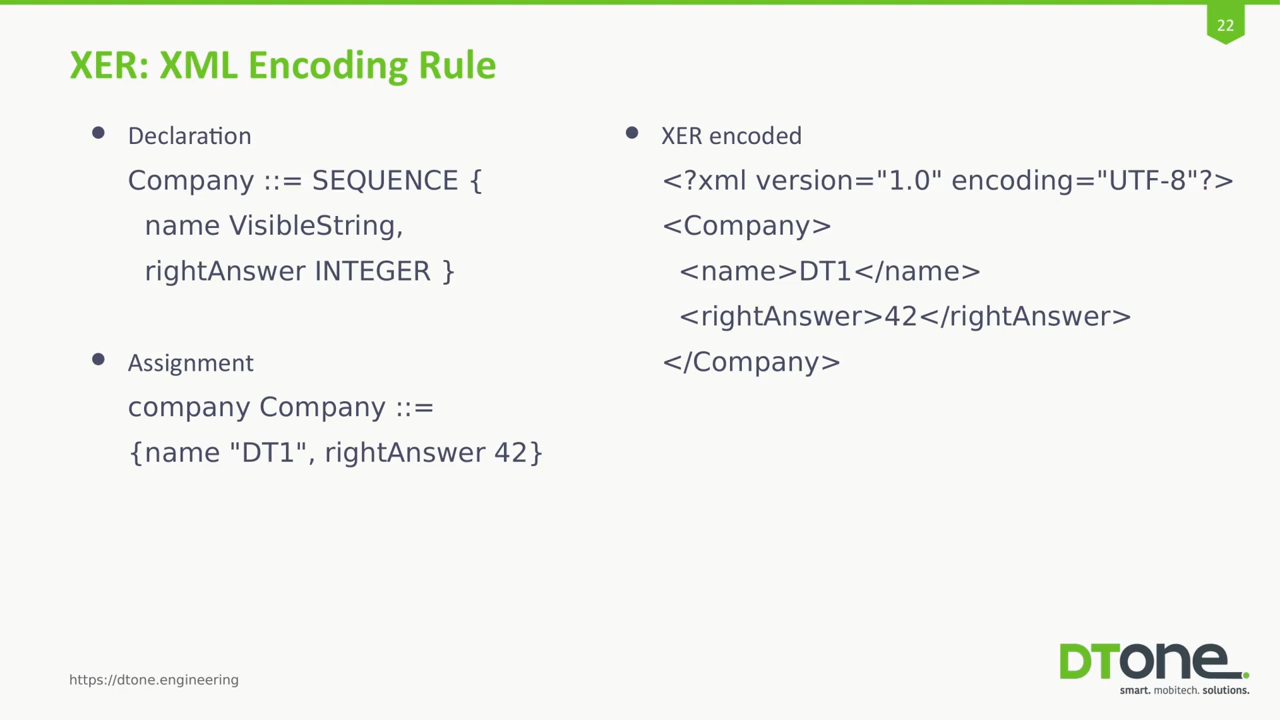 22
XER: XML Encoding Rule
Declaration
Company ::= SEQUENCE {
name VisibleString,
rightAnswer INTEGER }
Assignment
company Company ::=
{name "DT1", rightAnswer 42}
XER encoded
<?xml version="1.0" encoding="UTF-8"?>
<Company>
<name>DT1</name>
<rightAnswer>42</rightAnswer>
</Company>
https://dtone.engineering
DTone.
smart. mobitech. solutions.